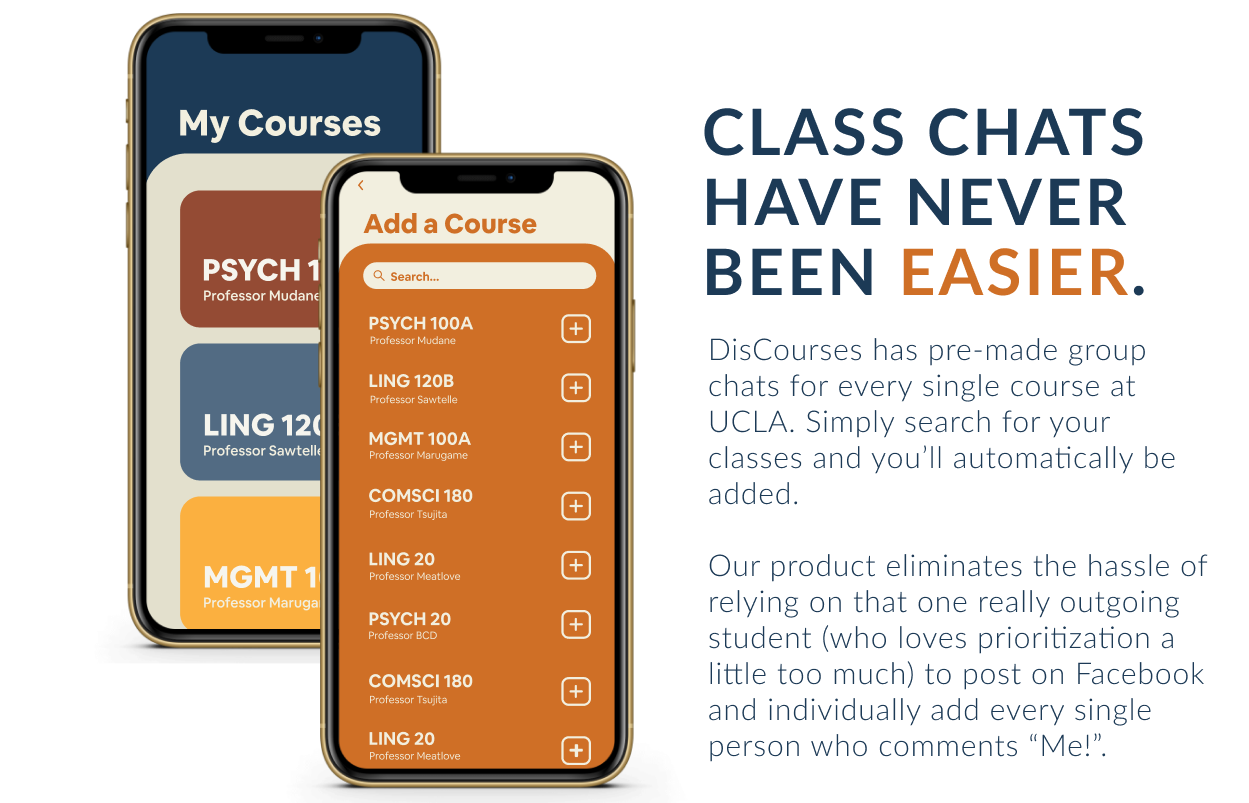 My Courses
PSYCH 1
Professor Mudane
LING 120
Professor Sawtelle
MGMT 1
Professor Maruga
Add a Course
Search...
PSYCH 100A
Professor Mudane
LING 120B
Professor Sawtelle
MGMT 100A
Professor Marugame
COMSCI 180
Professor Tsujita
LING 20
Professor Meatlove
PSYCH 20
Professor BCD
COMSCI 180
Professor Tsujita
LING 20
Professor Meatlove
CLASS CHATS
HAVE NEVER
BEEN EASIER.
DisCourses has pre-made group
chats for every single course at
UCLA. Simply search for your
classes and you’ll automatically be
added.
Our product eliminates the hassle of
relying on that one really outgoing
student (who loves prioritization a
little too much) to post on Facebook
and individually add every single
person who comments “Me!”.